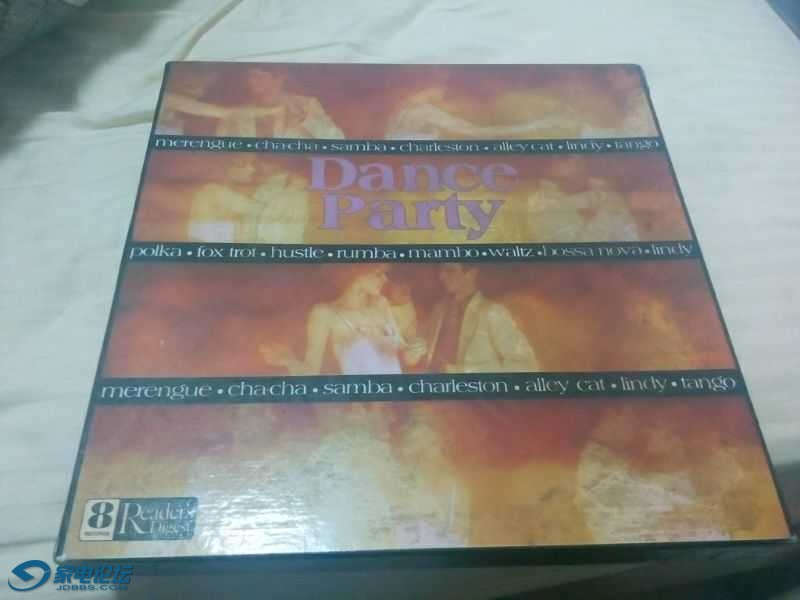 merengue • cha-cha • samba • charleston • alley cat • lindy • tango
Dance
Party
polka • fox trot • hustle • rumba • mambo • waltz • bossa nova • lindy
merengue • cha-cha • samba • charleston • alley cat • lindy • tango
8
RECORDS
Reader's
Digest
家电论坛
JDBBS.COM